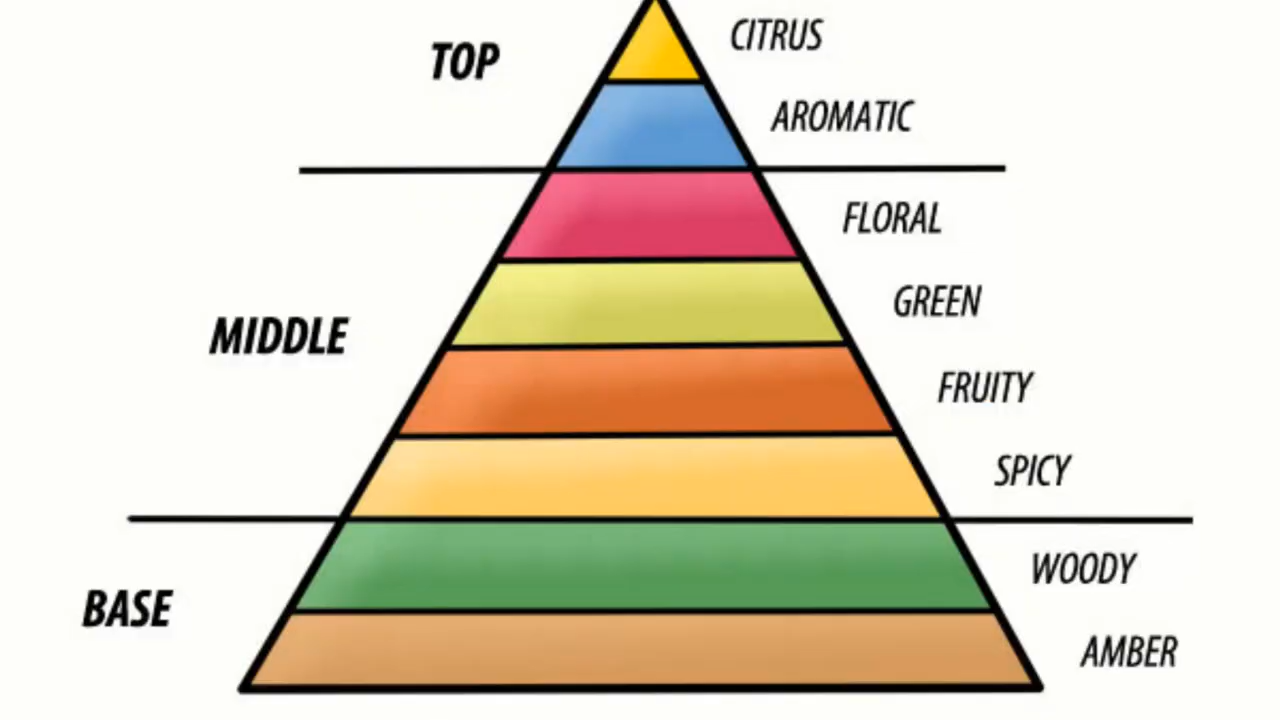 CITRUS
TOP
AROMATIC
FLORAL
GREEN
MIDDLE
FRUITY
SPICY
WOODY
BASE
AMBER